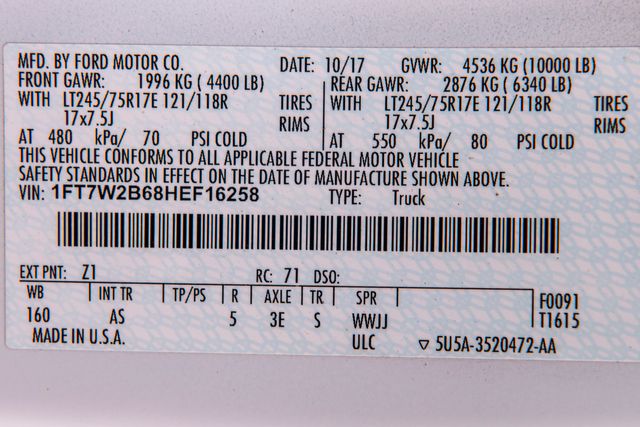 MFD. BY FORD MOTOR CO. DATE: 10/17 GVWR: 4536 KG (10000 LB)
FRONT GAWR: 1996 KG ( 4400 LB) REAR GAWR: 2876 KG ( 6340 LB)
WITH LT245/75R17E 121/118R TIRES WITH LT245/75R17E 121/118R TIRES
17x7.5J RIMS 17x7.5J RIMS
AT 480 kPa/ 70 PSI COLD AT 550 kPa/ 80 PSI COLD
THIS VEHICLE CONFORMS TO ALL APPLICABLE FEDERAL MOTOR VEHICLE
SAFETY STANDARDS IN EFFECT ON THE DATE OF MANUFACTURE SHOWN ABOVE.
VIN: 1FT7W2B68HEF16258 TYPE: Truck
EXT PNT: Z1 RC: 71 DSO:
WB INT TR TP/PS R AXLE TR SPR F0091
160 AS 5 3E S WWJJ T1615
MADE IN U.S.A. ULC ▽ 5U5A-3520472-AA